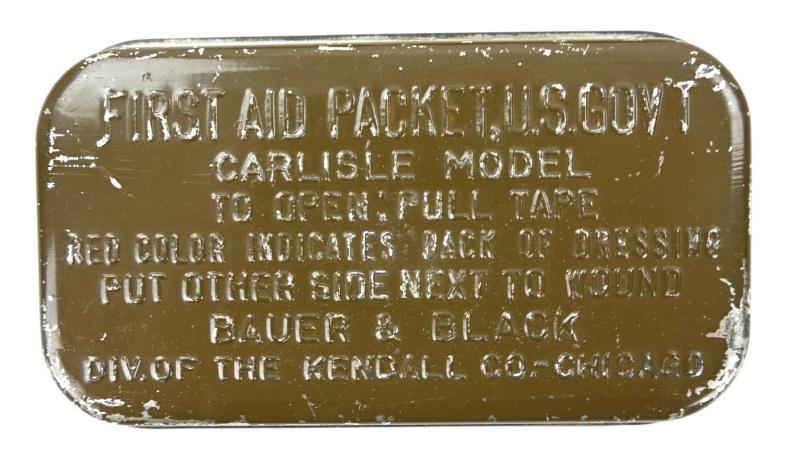 FIRST AID PACKET, U.S. GOV'T
CARLISLE MODEL
TO OPEN: PULL TAPE
RED COLOR INDICATES BACK OF DRESSING
PUT OTHER SIDE NEXT TO WOUND
BAUER & BLACK
DIV. OF THE KENDALL CO.-CHICAGO